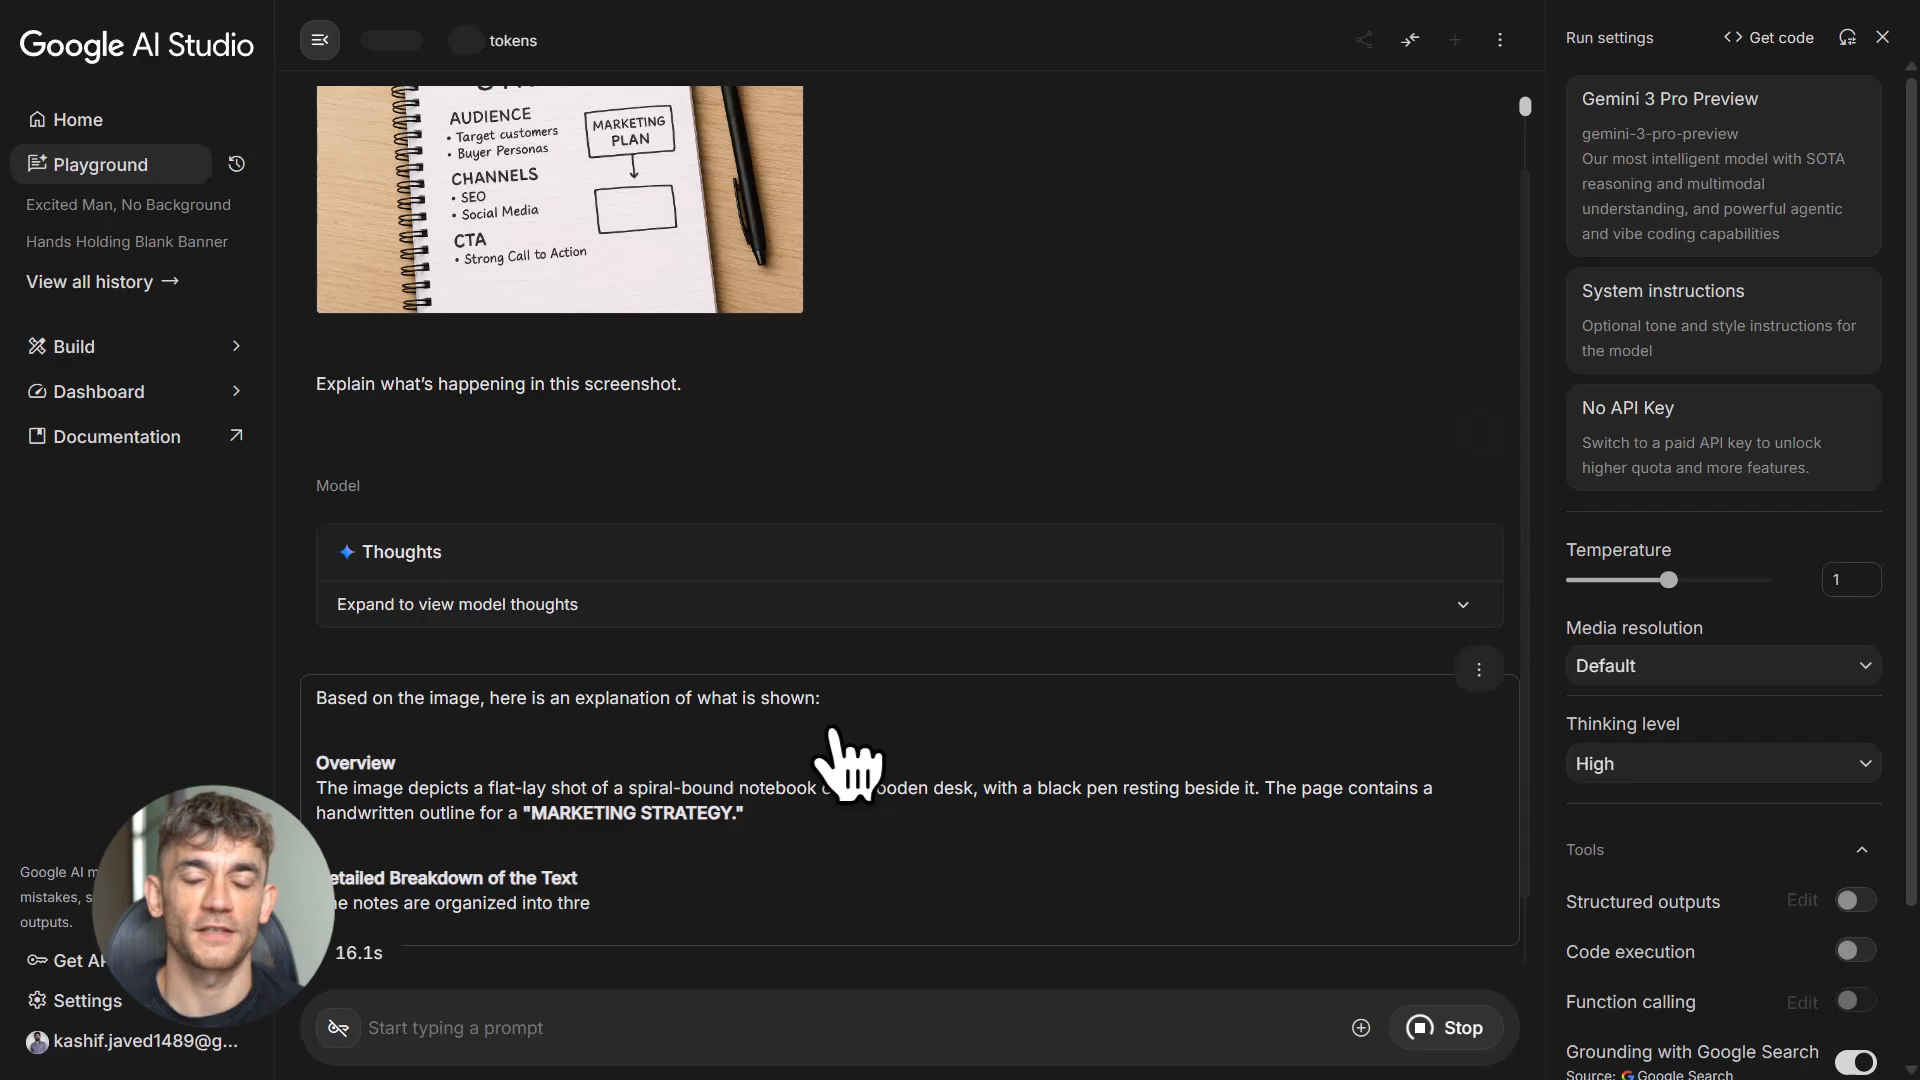 Google AI Studio
Home
Playground
Excited Man, No Background
Hands Holding Blank Banner
View all history →
Build
Dashboard
Documentation
Google AI m
mistakes, s
outputs.
Get AP
Settings
kashif.javed1489@g...
tokens
AUDIENCE
• Target customers
• Buyer Personas
CHANNELS
• SEO
• Social Media
CTA
• Strong Call to Action
MARKETING
PLAN
Explain what's happening in this screenshot.
Model
Thoughts
Expand to view model thoughts
Based on the image, here is an explanation of what is shown:
Overview
The image depicts a flat-lay shot of a spiral-bound notebook ooden desk, with a black pen resting beside it. The page contains a
handwritten outline for a "MARKETING STRATEGY."
etailed Breakdown of the Text
e notes are organized into thre
16.1s
Start typing a prompt
Stop
Run settings
<> Get code
Gemini 3 Pro Preview
gemini-3-pro-preview
Our most intelligent model with SOTA
reasoning and multimodal
understanding, and powerful agentic
and vibe coding capabilities
System instructions
Optional tone and style instructions for
the model
No API Key
Switch to a paid API key to unlock
higher quota and more features.
Temperature
1
Media resolution
Default
Thinking level
High
Tools
Structured outputs Edit
Code execution
Function calling Edit
Grounding with Google Search
Source: Google Search